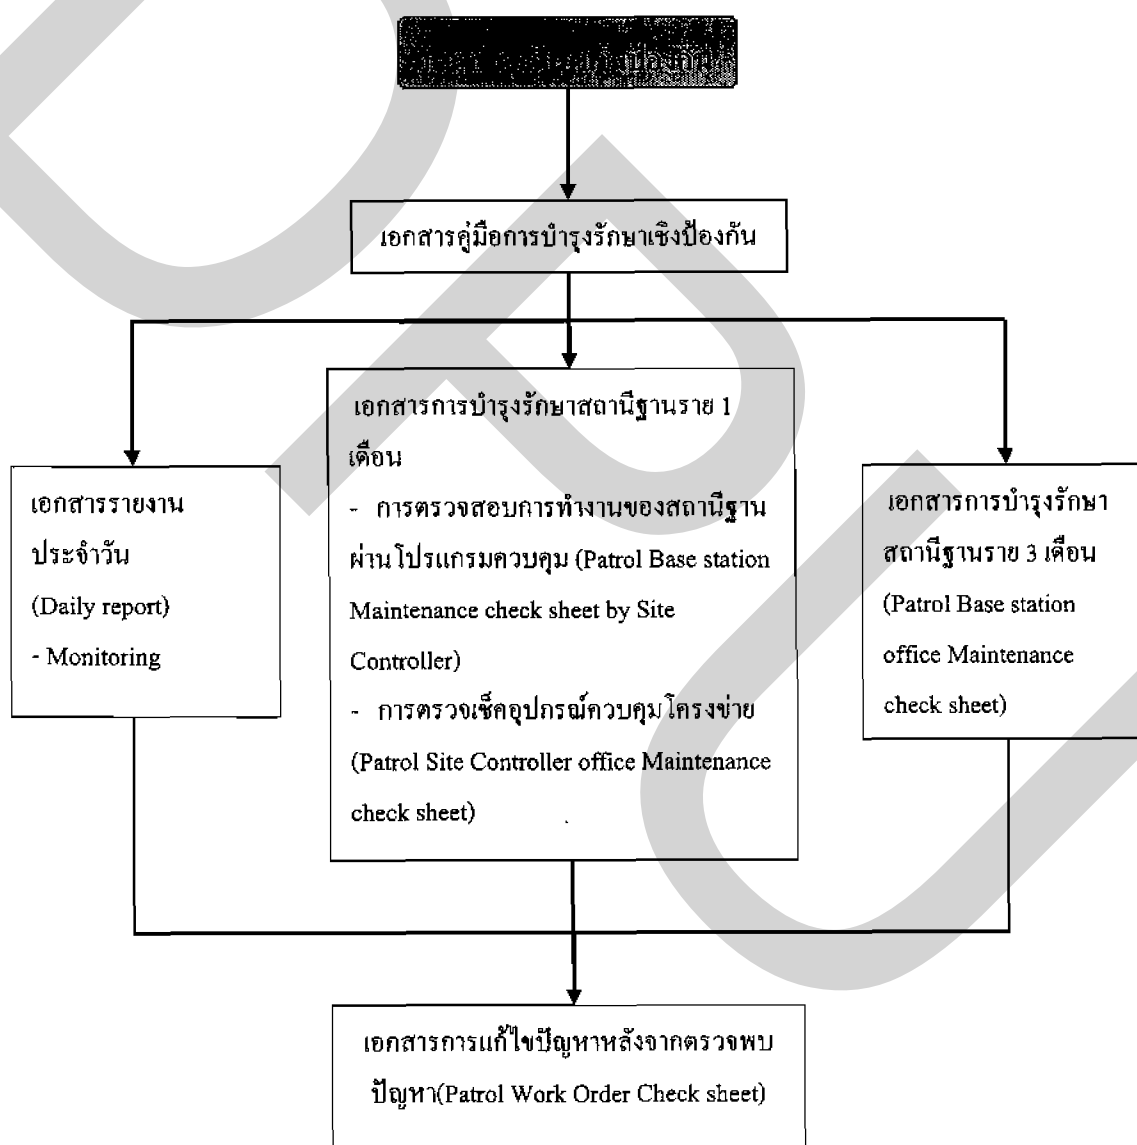 เอกสารคู่มือการบำรุงรักษาเชิงป้องกัน
เอกสารรายงาน
ประจำวัน
(Daily report)
- Monitoring
เอกสารการบำรุงรักษาสถานีฐานราย 1
เดือน
- การตรวจสอบการทำงานของสถานีฐาน
ผ่านโปรแกรมควบคุม (Patrol Base station
Maintenance check sheet by Site
Controller)
- การตรวจเช็คอุปกรณ์ควบคุมโครงข่าย
(Patrol Site Controller office Maintenance
check sheet)
เอกสารการบำรุงรักษา
สถานีฐานราย 3 เดือน
(Patrol Base station
office Maintenance
check sheet)
เอกสารการแก้ไขปัญหาหลังจากตรวจพบ
ปัญหา(Patrol Work Order Check sheet)